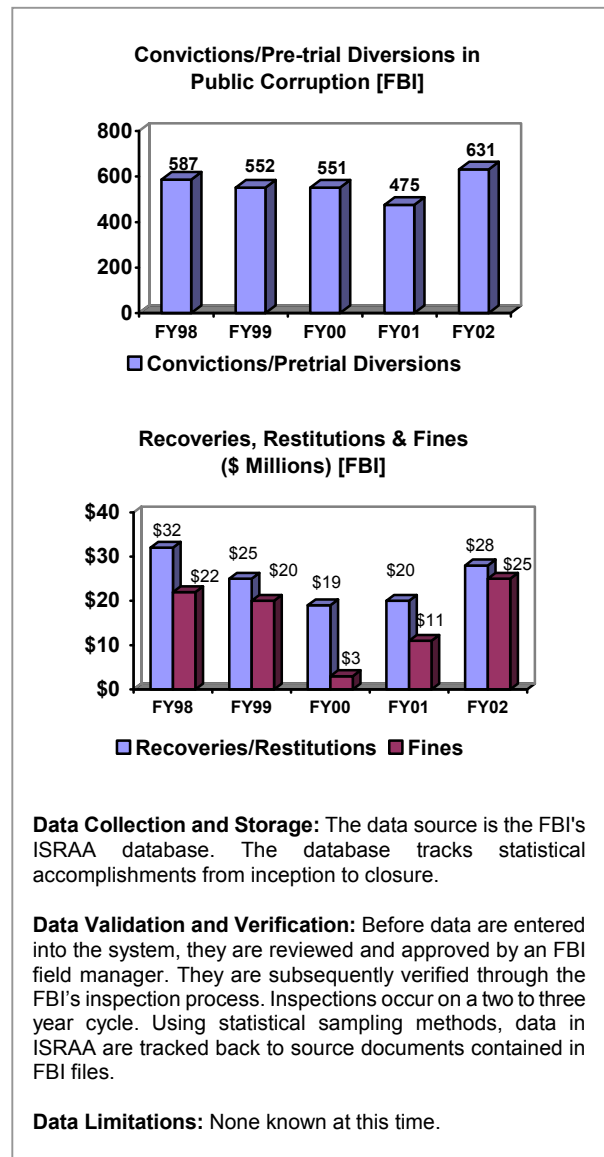 Convictions/Pre-trial Diversions in
Public Corruption [FBI]
800
600
400
200
0
587
552
551
475
631
FY98
FY99
FY00
FY01
FY02
Convictions/Pretrial Diversions
Recoveries, Restitutions & Fines
($ Millions) [FBI]
$40
$30
$20
$10
$0
$32
$22
$25
$20
$19
$3
$20
$11
$28
$25
FY98
FY99
FY00
FY01
FY02
Recoveries/Restitutions
Fines
Data Collection and Storage: The data source is the FBI's
ISRAA database. The database tracks statistical
accomplishments from inception to closure.
Data Validation and Verification: Before data are entered
into the system, they are reviewed and approved by an FBI
field manager. They are subsequently verified through the
FBI’s inspection process. Inspections occur on a two to three
year cycle. Using statistical sampling methods, data in
ISRAA are tracked back to source documents contained in
FBI files.
Data Limitations: None known at this time.